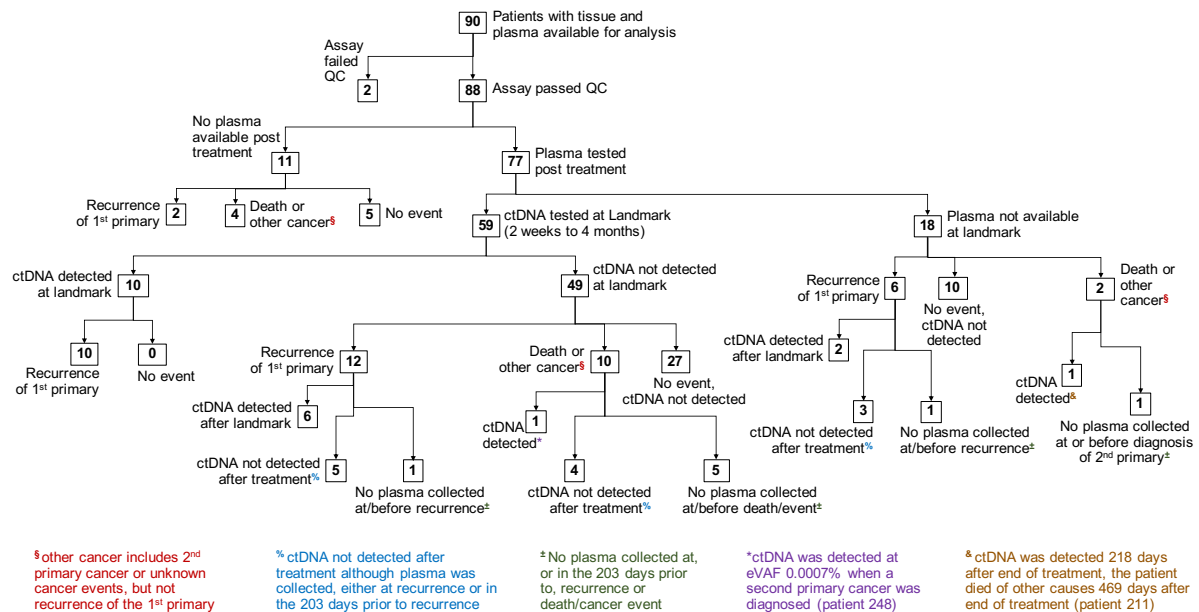 90
Patients with tissue and
plasma available for analysis
Assay
failed
QC
2
88
Assay passed QC
No plasma
available post
treatment
11
77
Plasma tested
post treatment
Recurrence
of 1st primary
2
4
Death or
other cancer§
5
No event
59
ctDNA tested at Landmark
(2 weeks to 4 months)
18
Plasma not available
at landmark
ctDNA detected
at landmark
10
49
ctDNA not detected
at landmark
Recurrence
of 1st primary
6
10
No event,
ctDNA not
detected
2
Death or
other
cancer§
10
Recurrence
of 1st primary
0
No event
Recurrence
of 1st primary
12
Death or
other
cancer§
10
27
No event,
ctDNA not detected
ctDNA detected
after landmark
2
1
ctDNA
detected&
ctDNA detected
after landmark
6
1
ctDNA
detected*
3
ctDNA not detected
after treatment%
1
No plasma collected
at/before recurrence±
1
No plasma collected
at or before diagnosis
of 2nd primary±
ctDNA not detected
after treatment%
5
1
No plasma collected
at/before recurrence±
4
ctDNA not detected
after treatment%
5
No plasma collected
at/before death/event±
§ other cancer includes 2nd
primary cancer or unknown
cancer events, but not
recurrence of the 1st primary
% ctDNA not detected after
treatment although plasma was
collected, either at recurrence or in
the 203 days prior to recurrence
± No plasma collected at,
or in the 203 days prior
to, recurrence or
death/cancer event
*ctDNA was detected at
eVAF 0.0007% when a
second primary cancer was
diagnosed (patient 248)
& ctDNA was detected 218 days
after end of treatment, the patient
died of other causes 469 days after
end of treatment (patient 211)